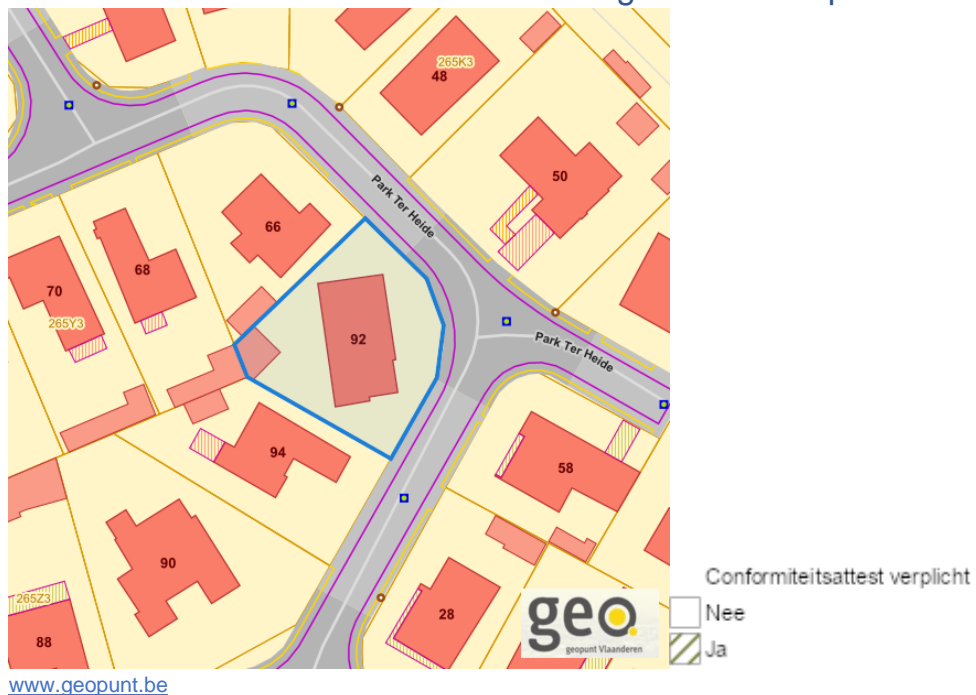 265K3
48
50
Park Ter Heide
66
68
70
265Y3
92
Park Ter Heide
94
58
90
28
265Z3
88
geo
geopunt Vlaanderen
Conformiteitsattest verplicht
Nee
Ja
www.geopunt.be